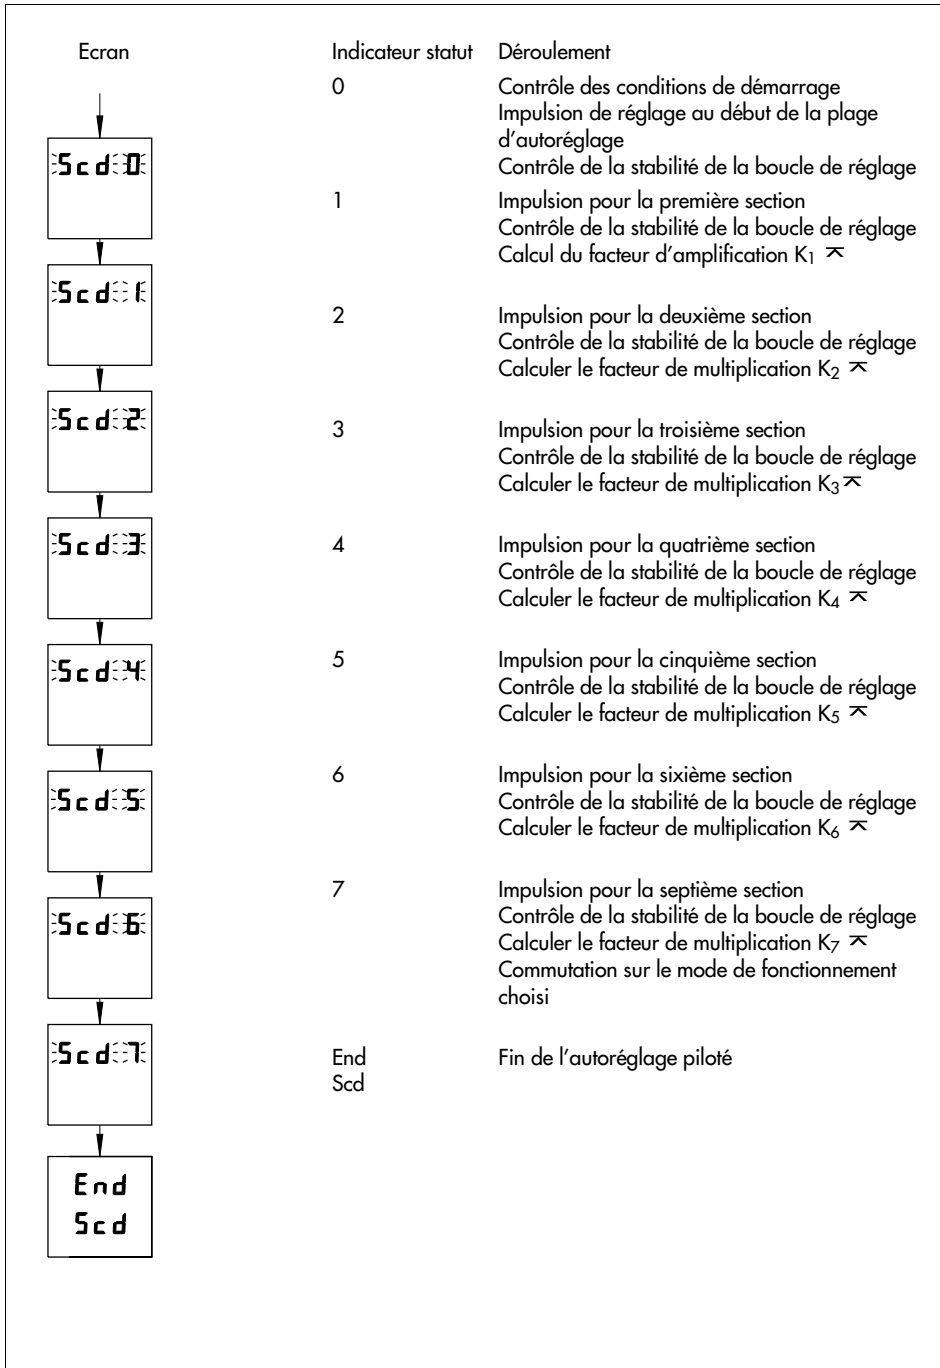 Ecran
Indicateur statut
Déroulement
0
Contrôle des conditions de démarrage
Impulsion de réglage au début de la plage
d'autoréglage
Contrôle de la stabilité de la boucle de réglage
Scd 0
1
Impulsion pour la première section
Contrôle de la stabilité de la boucle de réglage
Calcul du facteur d'amplification K1
Scd 1
2
Impulsion pour la deuxième section
Contrôle de la stabilité de la boucle de réglage
Calculer le facteur de multiplication K2
Scd 2
3
Impulsion pour la troisième section
Contrôle de la stabilité de la boucle de réglage
Calculer le facteur de multiplication K3
Scd 3
4
Impulsion pour la quatrième section
Contrôle de la stabilité de la boucle de réglage
Calculer le facteur de multiplication K4
Scd 4
5
Impulsion pour la cinquième section
Contrôle de la stabilité de la boucle de réglage
Calculer le facteur de multiplication K5
Scd 5
6
Impulsion pour la sixième section
Contrôle de la stabilité de la boucle de réglage
Calculer le facteur de multiplication K6
Scd 6
7
Impulsion pour la septième section
Contrôle de la stabilité de la boucle de réglage
Calculer le facteur de multiplication K7
Commutation sur le mode de fonctionnement
choisi
Scd 7
End
Scd
Fin de l'autoréglage piloté
End
Scd